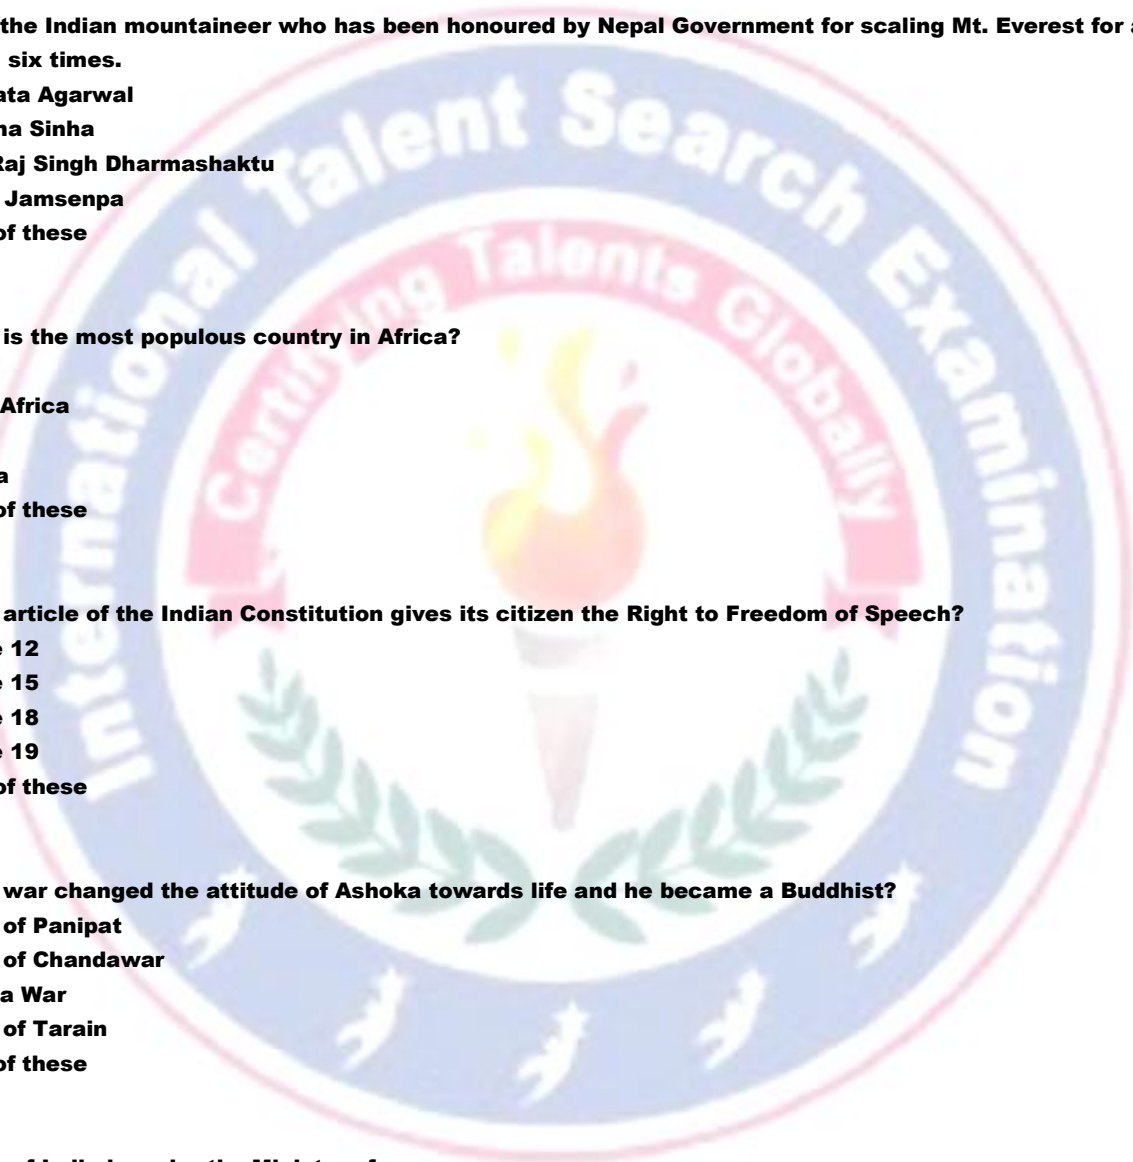 the Indian mountaineer who has been honoured by Nepal Government for scaling Mt. Everest for a
six times.
ata Agarwal
na Sinha
Raj Singh Dharmashaktu
Jamsenpa
of these
is the most populous country in Africa?
Africa
a
of these
article of the Indian Constitution gives its citizen the Right to Freedom of Speech?
e 12
e 15
e 18
e 19
of these
war changed the attitude of Ashoka towards life and he became a Buddhist?
of Panipat
of Chandawar
a War
of Tarain
of these
International Talent Search Examination
Certifying Talents Globally